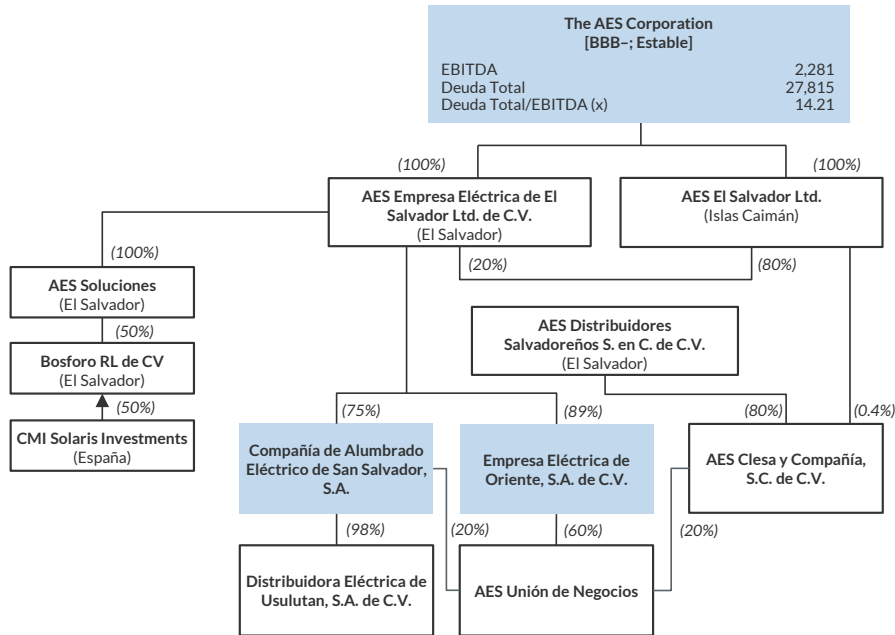 The AES Corporation
[BBB–; Estable]
EBITDA 2,281
Deuda Total 27,815
Deuda Total/EBITDA (x) 14.21
(100%) (100%)
AES Empresa Eléctrica de El
Salvador Ltd. de C.V.
(El Salvador)
AES El Salvador Ltd.
(Islas Caimán)
(100%)
(20%) (80%)
AES Soluciones
(El Salvador)
(50%)
AES Distribuidores
Salvadoreños S. en C. de C.V.
(El Salvador)
Bosforo RL de CV
(El Salvador)
(50%)
(75%) (89%) (80%) (0.4%)
CMI Solaris Investments
(España)
Compañía de Alumbrado
Eléctrico de San Salvador,
S.A.
Empresa Eléctrica de
Oriente, S.A. de C.V.
AES Clesa y Compañía,
S.C. de C.V.
(98%) (20%) (60%) (20%)
Distribuidora Eléctrica de
Usulutan, S.A. de C.V.
AES Unión de Negocios